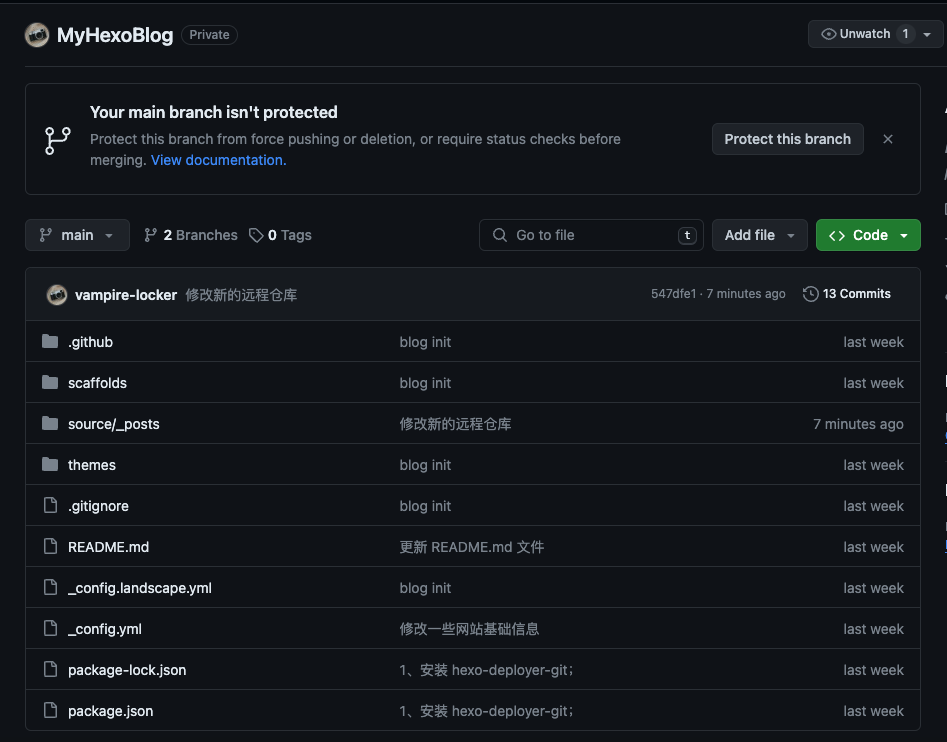 MyHexoBlog Private
Unwatch 1
Your main branch isn't protected
Protect this branch from force pushing or deletion, or require status checks before
merging. View documentation.
Protect this branch
main 2 Branches 0 Tags
Go to file t
Add file
Code
vampire-locker 修改新的远程仓库 547dfe1 · 7 minutes ago 13 Commits
.github blog init last week
scaffolds blog init last week
source/_posts 修改新的远程仓库 7 minutes ago
themes blog init last week
.gitignore blog init last week
README.md 更新 README.md 文件 last week
_config.landscape.yml blog init last week
_config.yml 修改一些网站基础信息 last week
package-lock.json 1、安装 hexo-deployer-git； last week
package.json 1、安装 hexo-deployer-git； last week